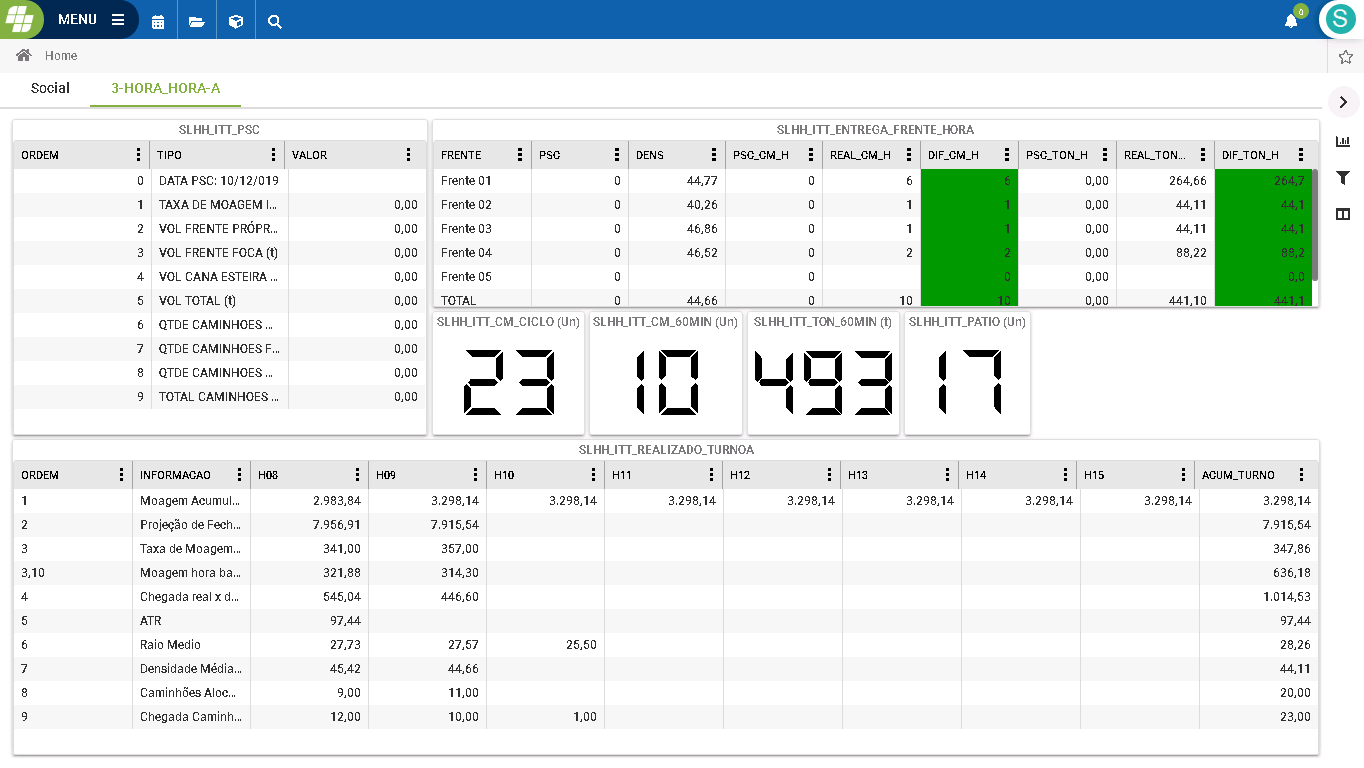 MENU
0
S
Home
Social 3-HORA_HORA-A
SLHH_ITT_PSC
ORDEM TIPO VALOR
0 DATA PSC: 10/12/019
1 TAXA DE MOAGEM I... 0,00
2 VOL FRENTE PRÓPR... 0,00
3 VOL FRENTE FOCA (t) 0,00
4 VOL CANA ESTEIRA ... 0,00
5 VOL TOTAL (t) 0,00
6 QTDE CAMINHOES ... 0,00
7 QTDE CAMINHOES F... 0,00
8 QTDE CAMINHOES ... 0,00
9 TOTAL CAMINHOES ... 0,00
SLHH_ITT_ENTREGA_FRENTE_HORA
FRENTE PSC DENS PSC_CM_H REAL_CM_H DIF_CM_H PSC_TON_H REAL_TON... DIF_TON_H
Frente 01 0 44,77 0 6 6 0,00 264,66 264,7
Frente 02 0 40,26 0 1 1 0,00 44,11 44,1
Frente 03 0 46,86 0 1 1 0,00 44,11 44,1
Frente 04 0 46,52 0 2 2 0,00 88,22 88,2
Frente 05 0 0 0,00 0,0
TOTAL 0 44,66 0 10 10 0,00 441,10 441,1
SLHH_ITT_CM_CICLO (Un)
23
SLHH_ITT_CM_60MIN (Un)
10
SLHH_ITT_TON_60MIN (t)
493
SLHH_ITT_PATIO (Un)
17
SLHH_ITT_REALIZADO_TURNOA
ORDEM INFORMACAO H08 H09 H10 H11 H12 H13 H14 H15 ACUM_TURNO
1 Moagem Acumul... 2.983,84 3.298,14 3.298,14 3.298,14 3.298,14 3.298,14 3.298,14 3.298,14 3.298,14
2 Projeção de Fech... 7.956,91 7.915,54 7.915,54
3 Taxa de Moagem... 341,00 357,00 347,86
3,10 Moagem hora ba... 321,88 314,30 636,18
4 Chegada real x d... 545,04 446,60 1.014,53
5 ATR 97,44 97,44
6 Raio Medio 27,73 27,57 25,50 28,26
7 Densidade Média... 45,42 44,66 44,11
8 Caminhões Aloc... 9,00 11,00 20,00
9 Chegada Caminh... 12,00 10,00 1,00 23,00